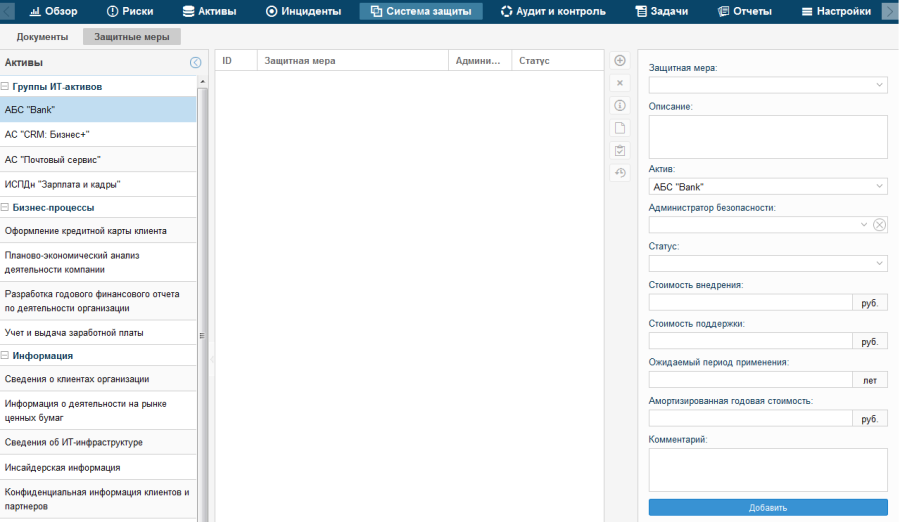 Обзор Риски Активы Инциденты Система защиты Аудит и контроль Задачи Отчеты Настройки
Документы Защитные меры
Активы
Группы ИТ-активов
АБС "Bank"
АС "CRM: Бизнес+"
АС "Почтовый сервис"
ИСПДн "Зарплата и кадры"
Бизнес-процессы
Оформление кредитной карты клиента
Планово-экономический анализ
деятельности компании
Разработка годового финансового отчета
по деятельности организации
Учет и выдача заработной платы
Информация
Сведения о клиентах организации
Информация о деятельности на рынке
ценных бумаг
Сведения об ИТ-инфраструктуре
Инсайдерская информация
Конфиденциальная информация клиентов и
партнеров
ID Защитная мера Админи... Статус
Защитная мера:
Описание:
Актив:
АБС "Bank"
Администратор безопасности:
Статус:
Стоимость внедрения:
руб.
Стоимость поддержки:
руб.
Ожидаемый период применения:
лет
Амортизированная годовая стоимость:
руб.
Комментарий:
Добавить